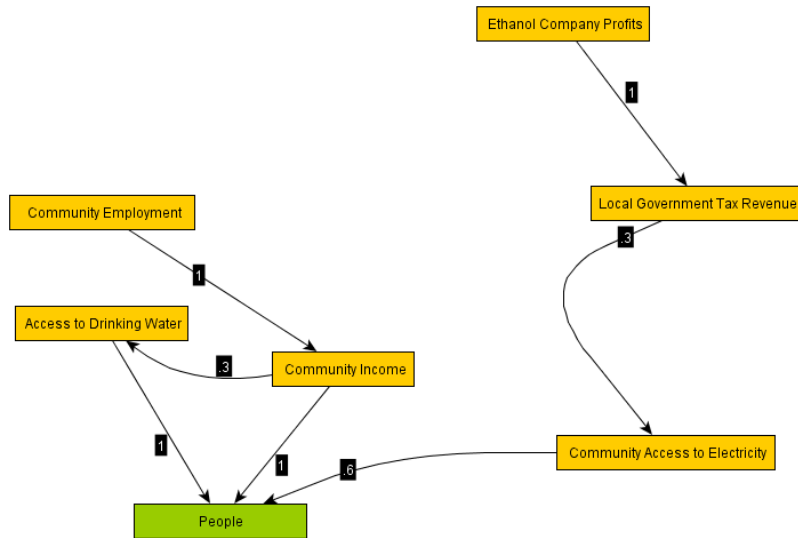 Ethanol Company Profits
1
Community Employment
Local Government Tax Revenue
.3
1
Access to Drinking Water
.3
Community Income
1
1
Community Access to Electricity
.6
People